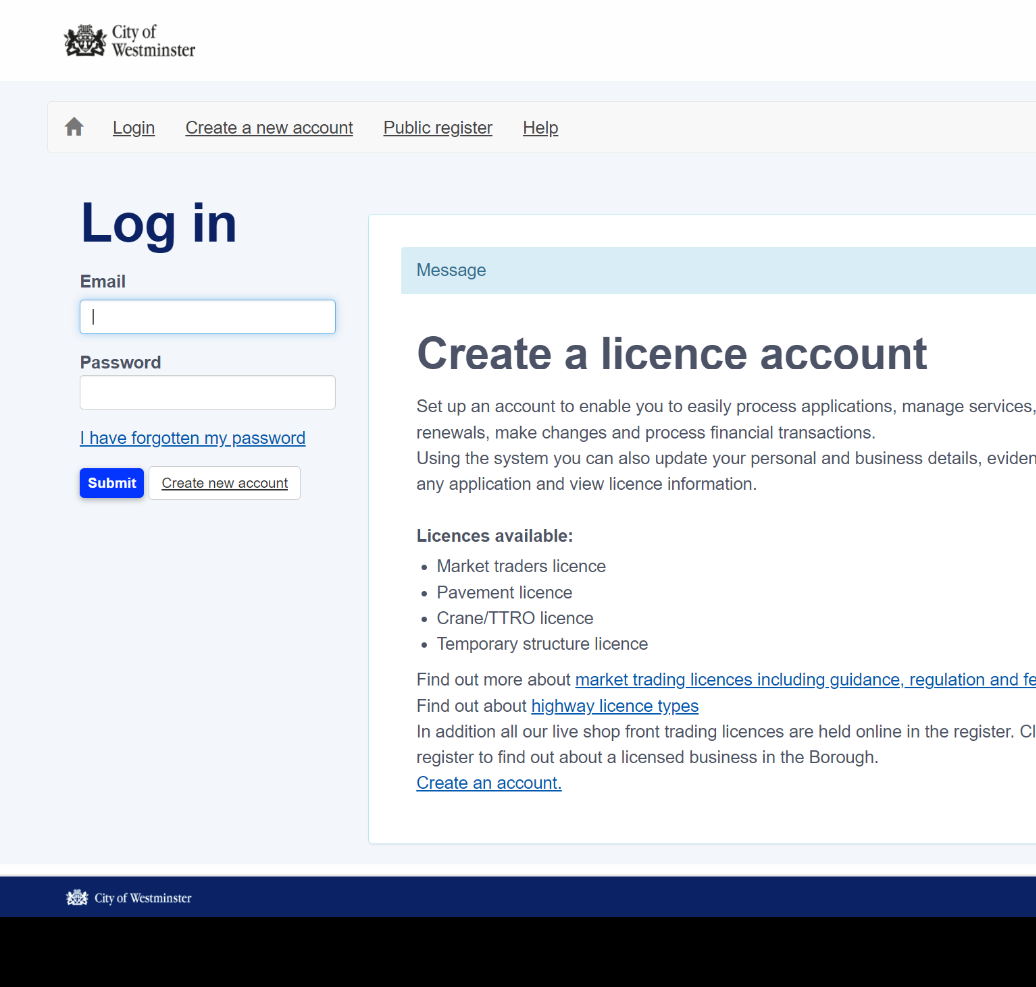 City of
Westminster
Login Create a new account Public register Help
Log in
Email
Password
I have forgotten my password
Submit Create new account
Message
Create a licence account
Set up an account to enable you to easily process applications, manage services,
renewals, make changes and process financial transactions.
Using the system you can also update your personal and business details,
any application and view licence information.
Licences available:
Market traders licence
Pavement licence
Crane/TTRO licence
Temporary structure licence
Find out more about market trading licences including guidance, regulation and
Find out about highway licence types
In addition all our live shop front trading licences are held online in the register.
register to find out about a licensed business in the Borough.
Create an account.
City of Westminster